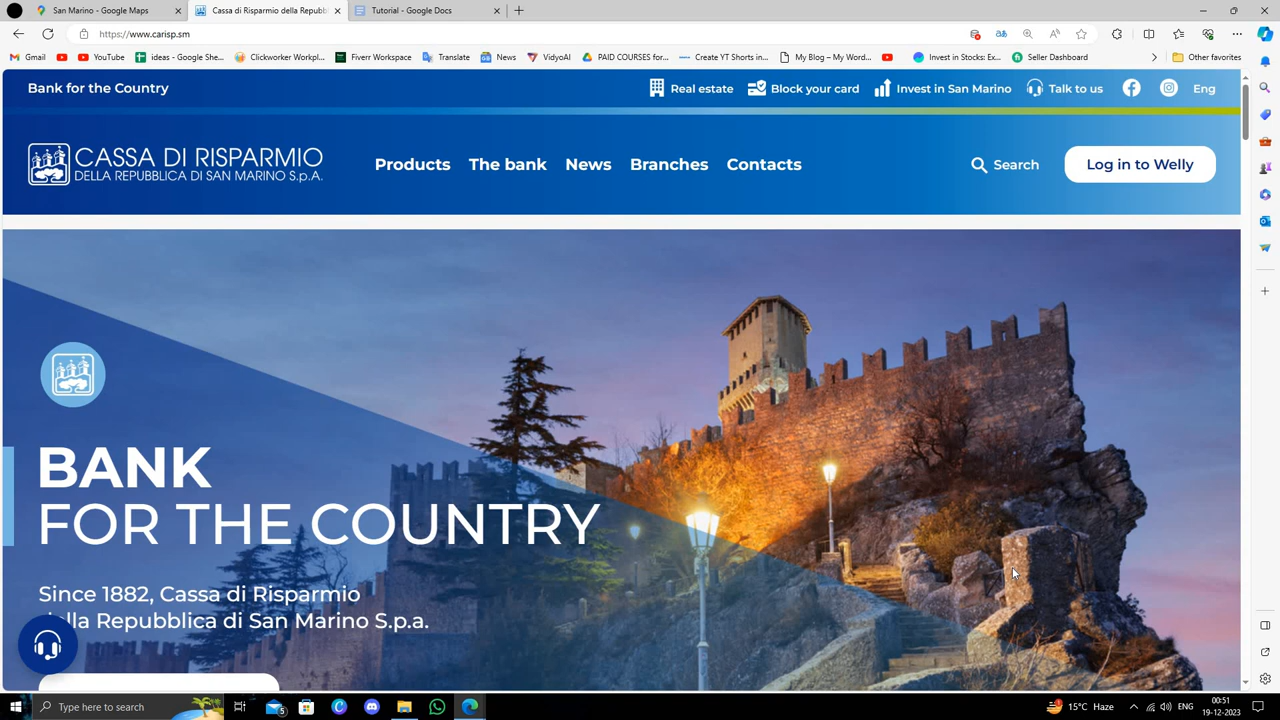 San Marino - Google Maps
Cassa di Risparmio della Repubbl
Tutorial - Google Docs
https://www.carisp.sm
Gmail
YouTube
ideas - Google She...
Clickworker Workpl...
Fiverr Workspace
Translate
News
VidyoAI
PAID COURSES for...
Create YT Shorts in...
My Blog – My Word...
Invest in Stocks: Ex...
Seller Dashboard
Other favorites
Bank for the Country
Real estate
Block your card
Invest in San Marino
Talk to us
Eng
CASSA DI RISPARMIO
DELLA REPUBBLICA DI SAN MARINO S.p.A.
Products
The bank
News
Branches
Contacts
Search
Log in to Welly
BANK
FOR THE COUNTRY
Since 1882, Cassa di Risparmio
della Repubblica di San Marino S.p.a.
Type here to search
5
15°C Haze
ENG
00:51
19-12-2023